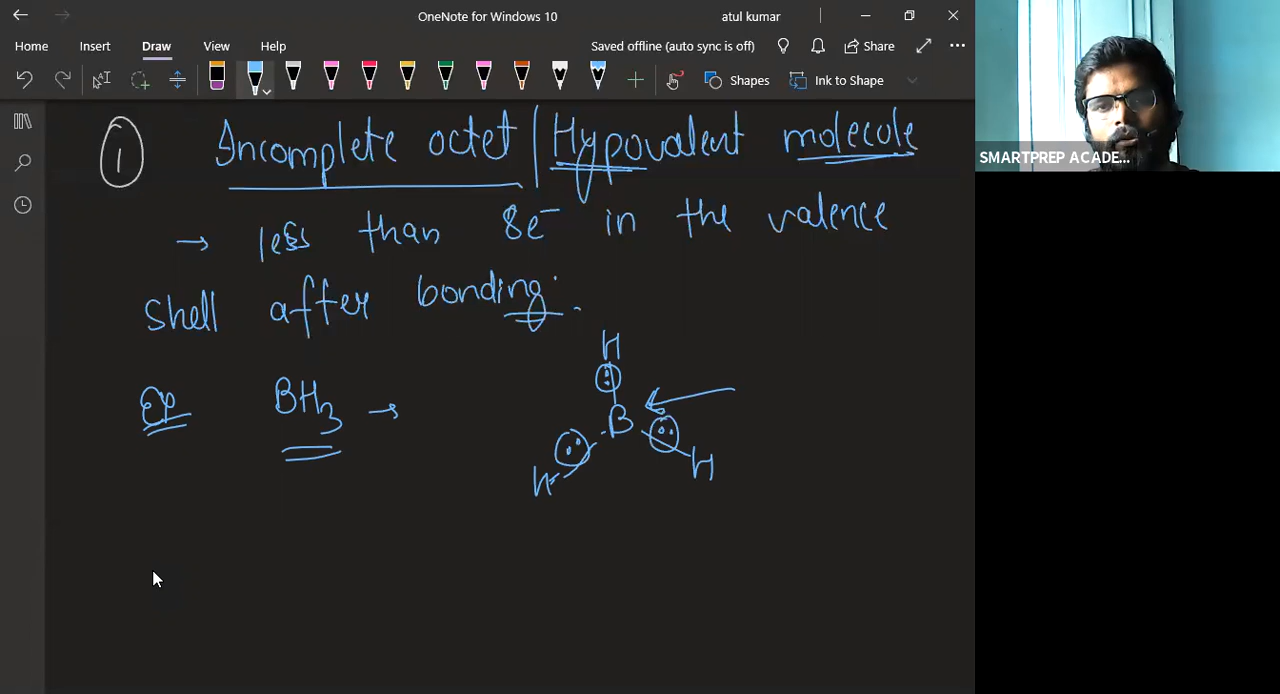 OneNote for Windows 10
atul kumar
Home Insert Draw View Help
Saved offline (auto sync is off)
Share
Shapes
Ink to Shape
SMARTPREP ACADE...
1 Incomplete octet | Hypovalent molecule
→ less than 8e⁻ in the valence
shell after bonding.
BH₃ →
H
B
H H